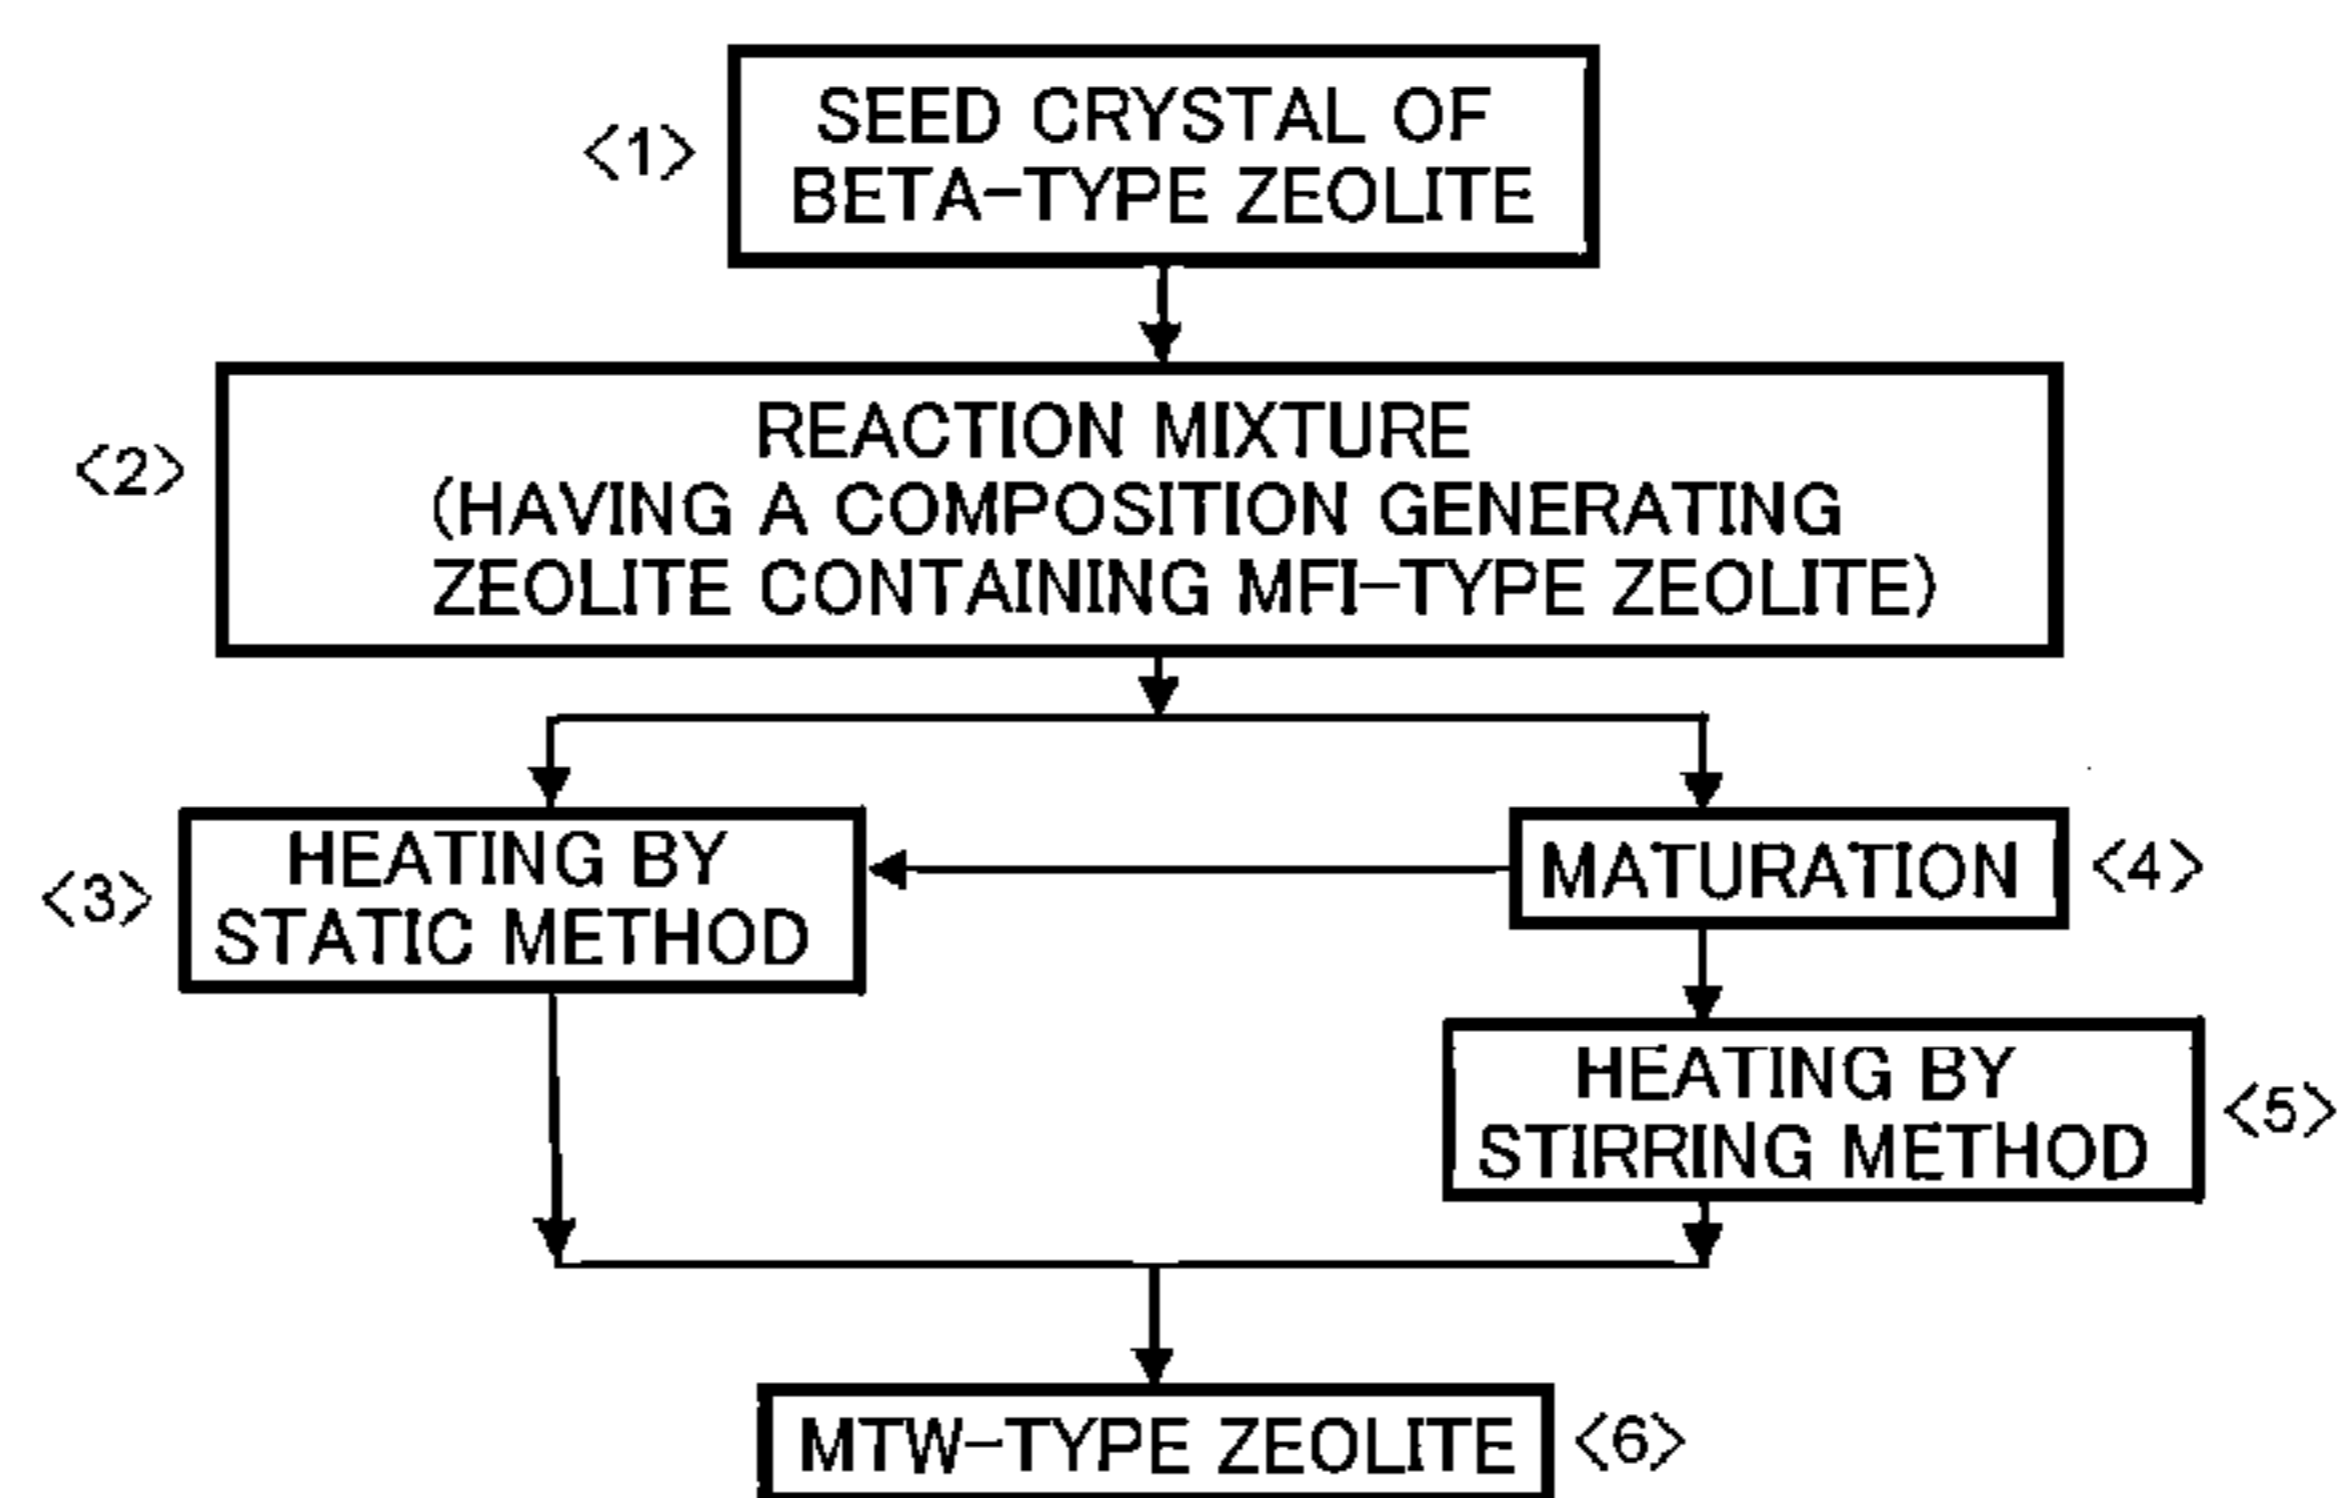 <1>
SEED CRYSTAL OF
BETA-TYPE ZEOLITE
<2>
REACTION MIXTURE
(HAVING A COMPOSITION GENERATING
ZEOLITE CONTAINING MFI-TYPE ZEOLITE)
<3>
HEATING BY
STATIC METHOD
MATURATION
<4>
HEATING BY
STIRRING METHOD
<5>
MTW-TYPE ZEOLITE
<6>